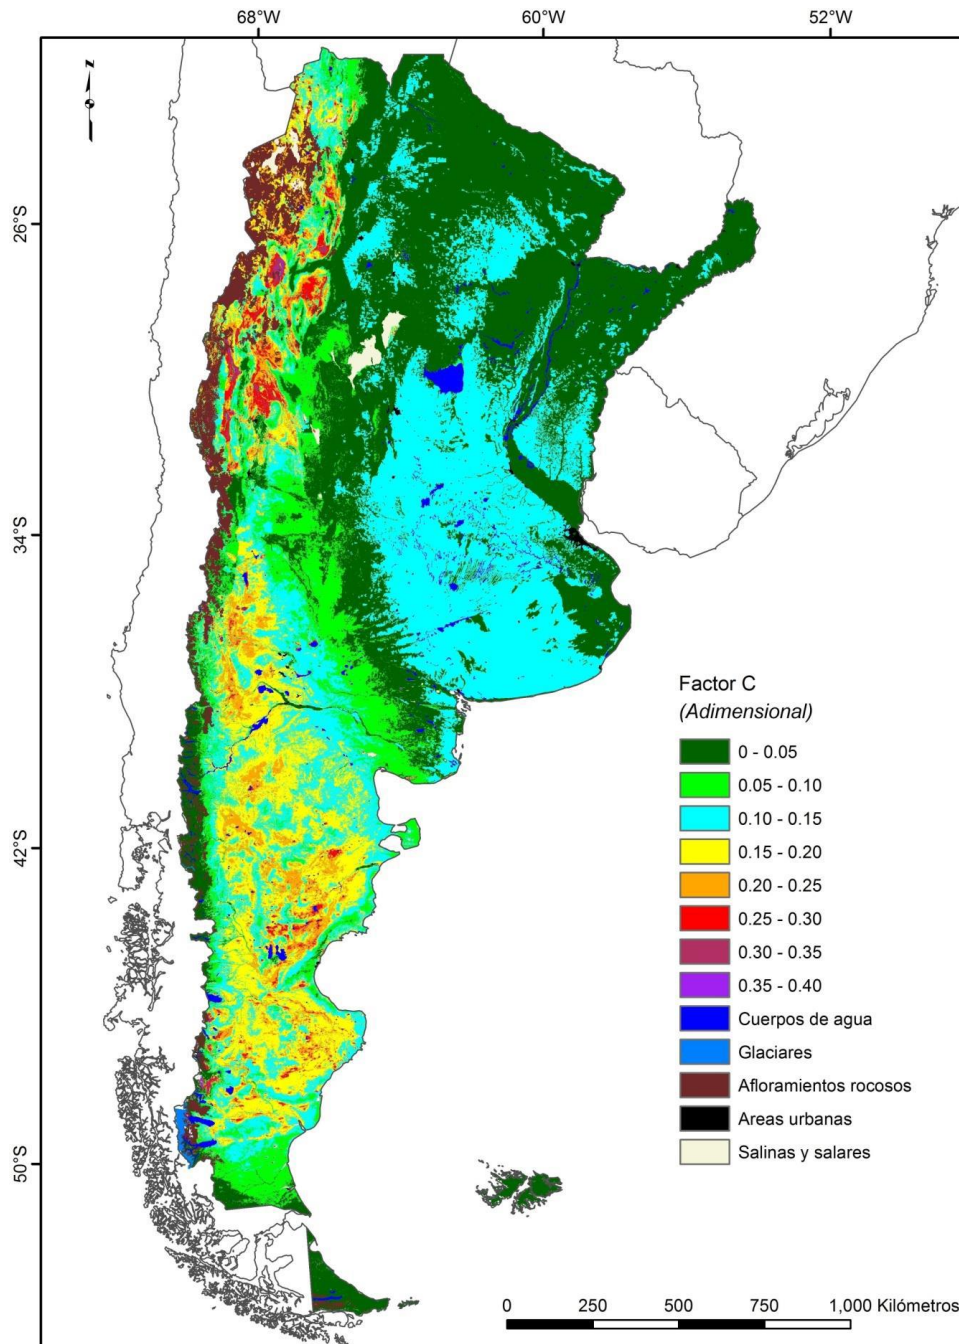 68°W 60°W 52°W
N
26°S
34°S
42°S
50°S
Factor C
(Adimensional)
0 - 0.05
0.05 - 0.10
0.10 - 0.15
0.15 - 0.20
0.20 - 0.25
0.25 - 0.30
0.30 - 0.35
0.35 - 0.40
Cuerpos de agua
Glaciares
Afloramientos rocosos
Areas urbanas
Salinas y salares
0 250 500 750 1,000 Kilómetros